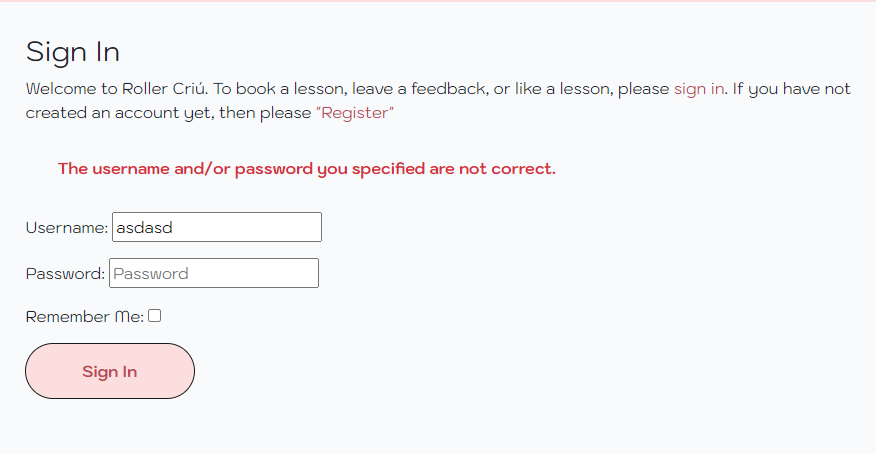 Sign In
Welcome to Roller Criú. To book a lesson, leave a feedback, or like a lesson, please sign in. If you have not
created an account yet, then please "Register"
The username and/or password you specified are not correct.
Username: asdasd
Password: Password
Remember Me:
Sign In